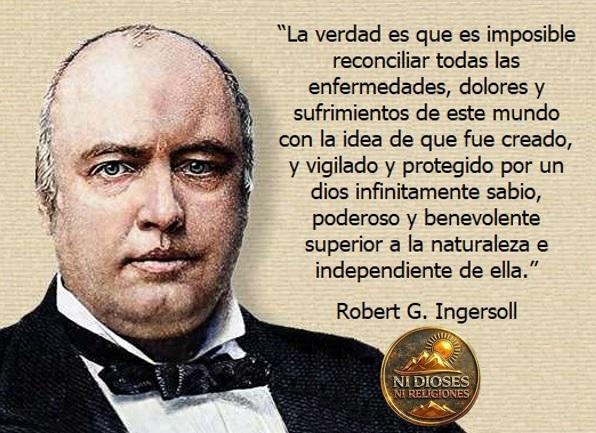 “La verdad es que es imposible
reconciliar todas las
enfermedades, dolores y
sufrimientos de este mundo
con la idea de que fue creado,
y vigilado y protegido por un
dios infinitamente sabio,
poderoso y benevolente
superior a la naturaleza e
independiente de ella.”
Robert G. Ingersoll
NI DIOSES
NI RELIGIONES